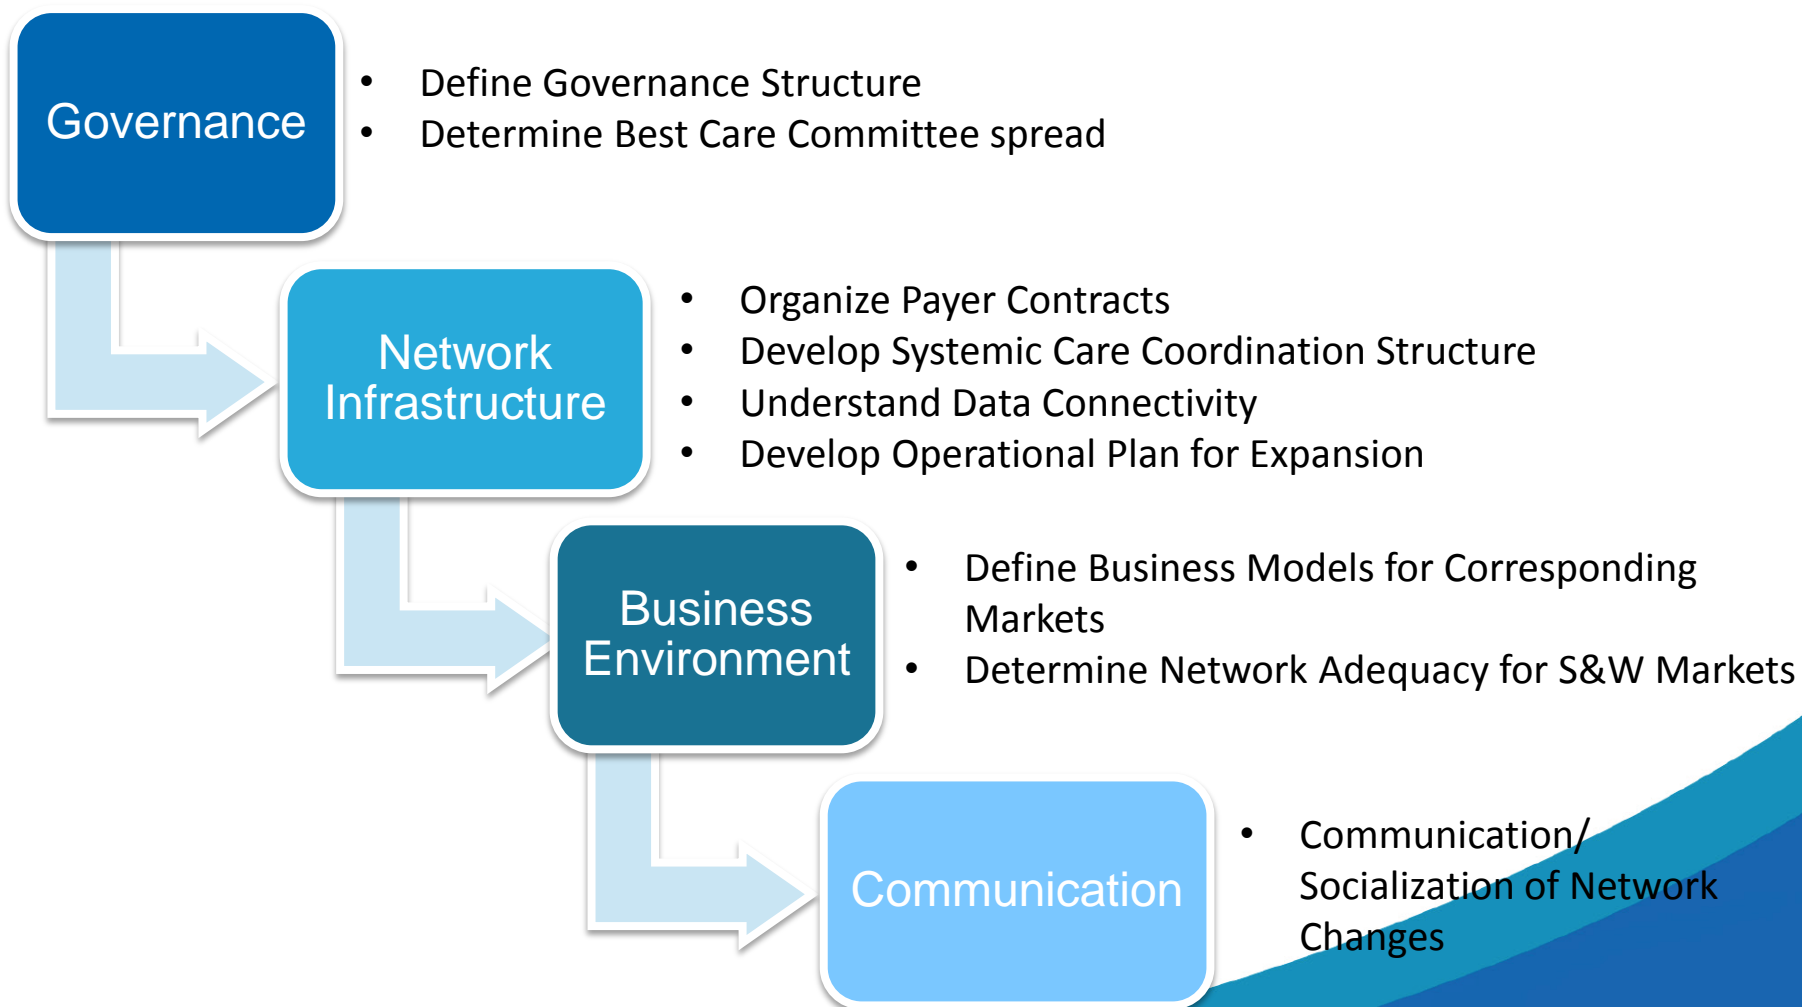 Governance
• Define Governance Structure
• Determine Best Care Committee spread
Network
Infrastructure
• Organize Payer Contracts
• Develop Systemic Care Coordination Structure
• Understand Data Connectivity
• Develop Operational Plan for Expansion
Business
Environment
• Define Business Models for Corresponding
Markets
• Determine Network Adequacy for S&W Markets
Communication
• Communication/
Socialization of Network
Changes